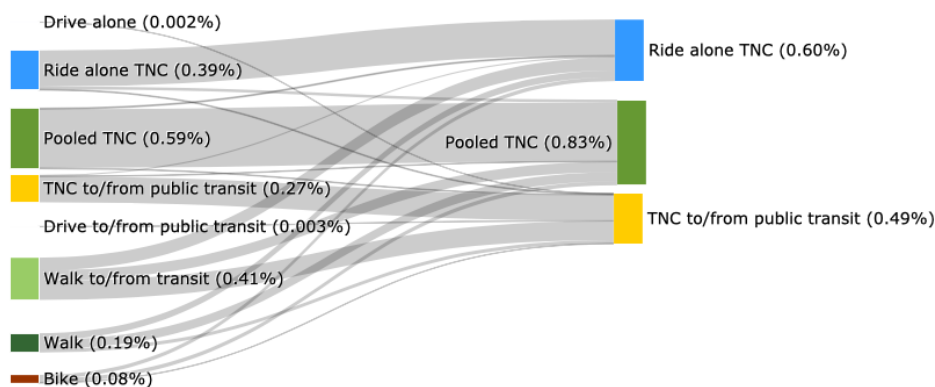 Drive alone (0.002%)
Ride alone TNC (0.39%)
Pooled TNC (0.59%)
TNC to/from public transit (0.27%)
Drive to/from public transit (0.003%)
Walk to/from transit (0.41%)
Walk (0.19%)
Bike (0.08%)
Ride alone TNC (0.60%)
Pooled TNC (0.83%)
TNC to/from public transit (0.49%)